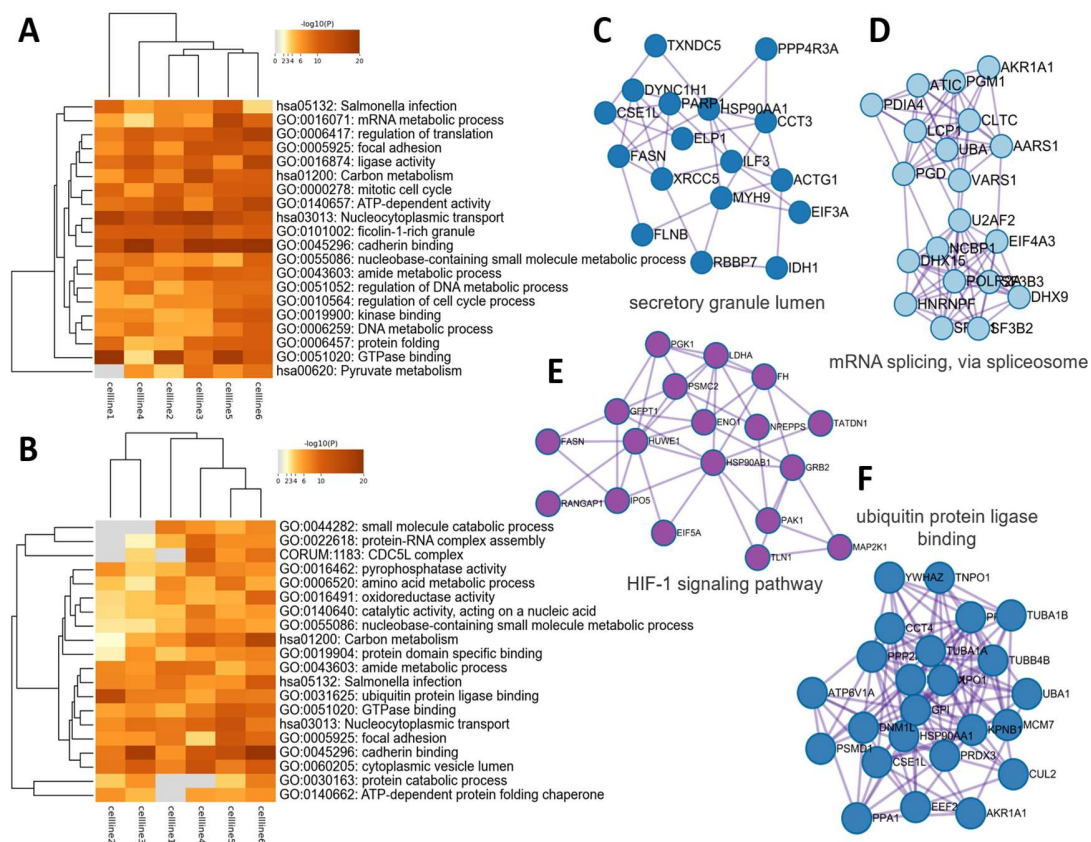 A
-log10(P)
0 2 3 4 6 10 20
hsa05132: Salmonella infection
GO:0016071: mRNA metabolic process
GO:0006417: regulation of translation
GO:0005925: focal adhesion
GO:0016874: ligase activity
hsa01200: Carbon metabolism
GO:0000278: mitotic cell cycle
GO:0140657: ATP-dependent activity
hsa03013: Nucleocytoplasmic transport
GO:0101002: ficolin-1-rich granule
GO:0045296: cadherin binding
GO:0055086: nucleobase-containing small molecule metabolic process
GO:0043603: amide metabolic process
GO:0051052: regulation of DNA metabolic process
GO:0010564: regulation of cell cycle process
GO:0019900: kinase binding
GO:0006259: DNA metabolic process
GO:0006457: protein folding
GO:0051020: GTPase binding
hsa00620: Pyruvate metabolism
cellline1
cellline4
cellline2
cellline3
cellline5
cellline6
B
-log10(P)
0 2 3 4 6 10 20
GO:0044282: small molecule catabolic process
GO:0022618: protein-RNA complex assembly
CORUM:1183: CDC5L complex
GO:0016462: pyrophosphatase activity
GO:0006520: amino acid metabolic process
GO:0016491: oxidoreductase activity
GO:0140640: catalytic activity, acting on a nucleic acid
GO:0055086: nucleobase-containing small molecule metabolic process
hsa01200: Carbon metabolism
GO:0019904: protein domain specific binding
GO:0043603: amide metabolic process
hsa05132: Salmonella infection
GO:0031625: ubiquitin protein ligase binding
GO:0051020: GTPase binding
hsa03013: Nucleocytoplasmic transport
GO:0005925: focal adhesion
GO:0045296: cadherin binding
GO:0060205: cytoplasmic vesicle lumen
GO:0030163: protein catabolic process
GO:0140662: ATP-dependent protein folding chaperone
cellline2
cellline3
cellline1
cellline4
cellline5
cellline6
C
TXNDC5
PPP4R3A
DYNC1H1
PARP1
HSP90AA1
CSE1L
CCT3
ELP1
FASN
ILF3
XRCC5
ACTG1
MYH9
EIF3A
FLNB
RBBP7
IDH1
secretory granule lumen
D
AKR1A1
ATIC
PGM1
PDIA4
CLTC
LCP1
UBA
AARS1
PGD
VARS1
U2AF2
NCBP1
EIF4A3
DHX15
POLR2A
SF3B3
DHX9
HNRNPF
SF3B2
mRNA splicing, via spliceosome
E
PGK1
LDHA
FH
PSMC2
GFPT1
ENO1
NPEPPS
TATDN1
FASN
HUWE1
HSP90AB1
GRB2
RANGAP1
IPO5
EIF5A
PAK1
MAP2K1
TLN1
HIF-1 signaling pathway
F
ubiquitin protein ligase
binding
YWHAZ
TNPO1
CCT4
TUBA1B
TUBA1A
TUBB4B
XPO1
ATP6V1A
UBA1
GPI
DNM1L
HSP90AA1
KPNB1
MCM7
PSMD1
CSE1L
PRDX3
CUL2
PPA1
EEF2
AKR1A1